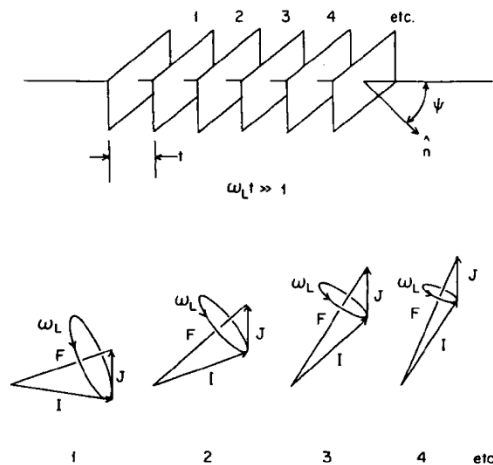 1 2 3 4 etc.
ψ
n̂
t
ω_L t ≫ 1
ω_L F J I
ω_L F J I
ω_L F J I
ω_L F J I
1 2 3 4 etc